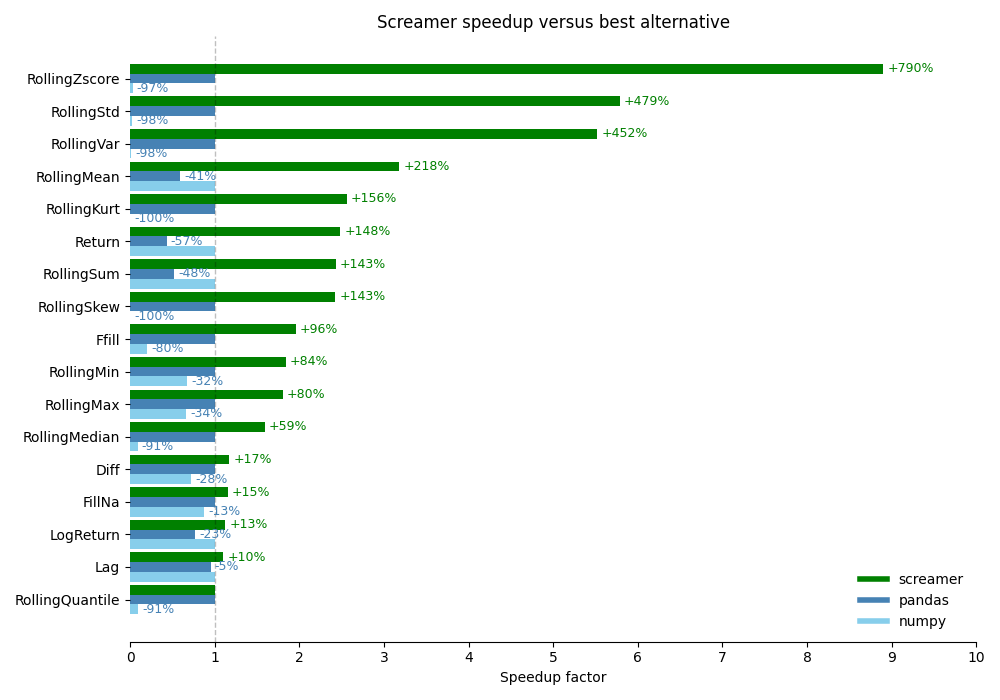 Screamer speedup versus best alternative
RollingZscore
+790%
-97%
RollingStd
+479%
-98%
RollingVar
+452%
-98%
RollingMean
+218%
-41%
RollingKurt
+156%
-100%
Return
+148%
-57%
RollingSum
+143%
-48%
RollingSkew
+143%
-100%
Ffill
+96%
-80%
RollingMin
+84%
-32%
RollingMax
+80%
-34%
RollingMedian
+59%
-91%
Diff
+17%
-28%
FillNa
+15%
-13%
LogReturn
+13%
-23%
Lag
+10%
-5%
RollingQuantile
-91%
screamer
pandas
numpy
0 1 2 3 4 5 6 7 8 9 10
Speedup factor